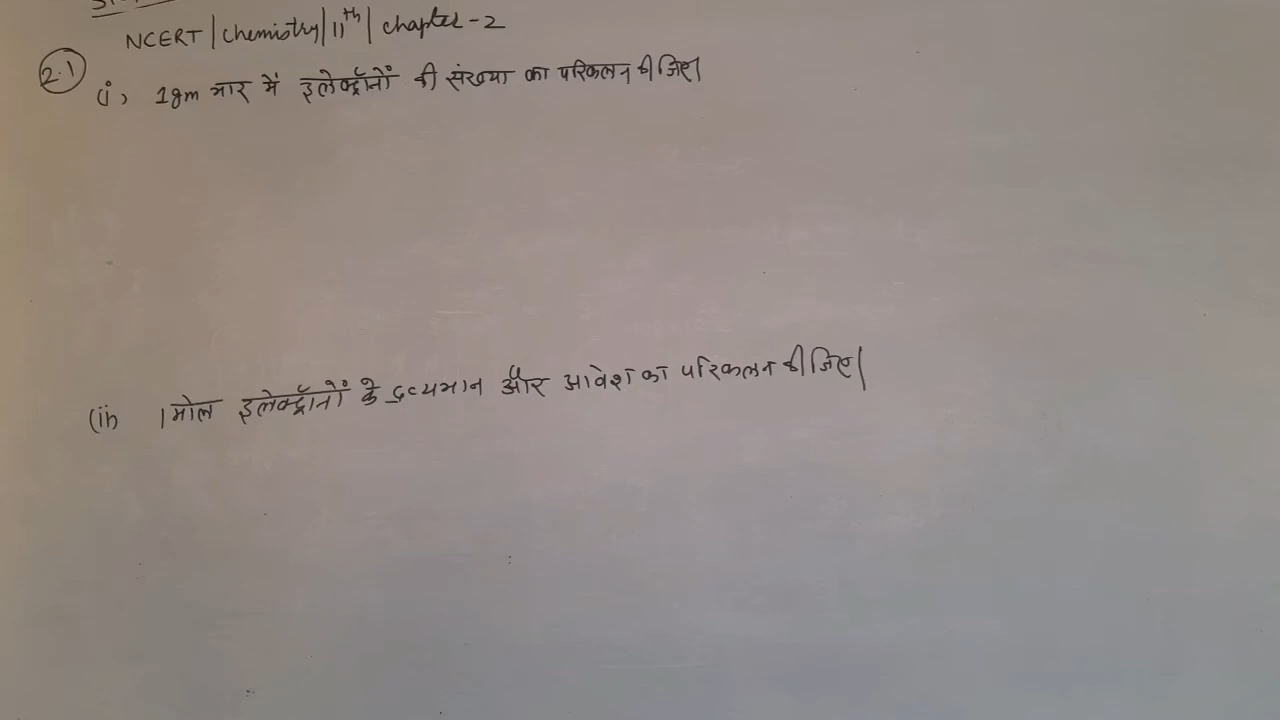 NCERT | Chemistry | 11th | chapter - 2
2.1
(i) 1gm भार में इलेक्ट्रॉनों की संख्या का परिकलन कीजिए।
(ii) 1 मोल इलेक्ट्रॉनों के द्रव्यमान और आवेश का परिकलन कीजिए।